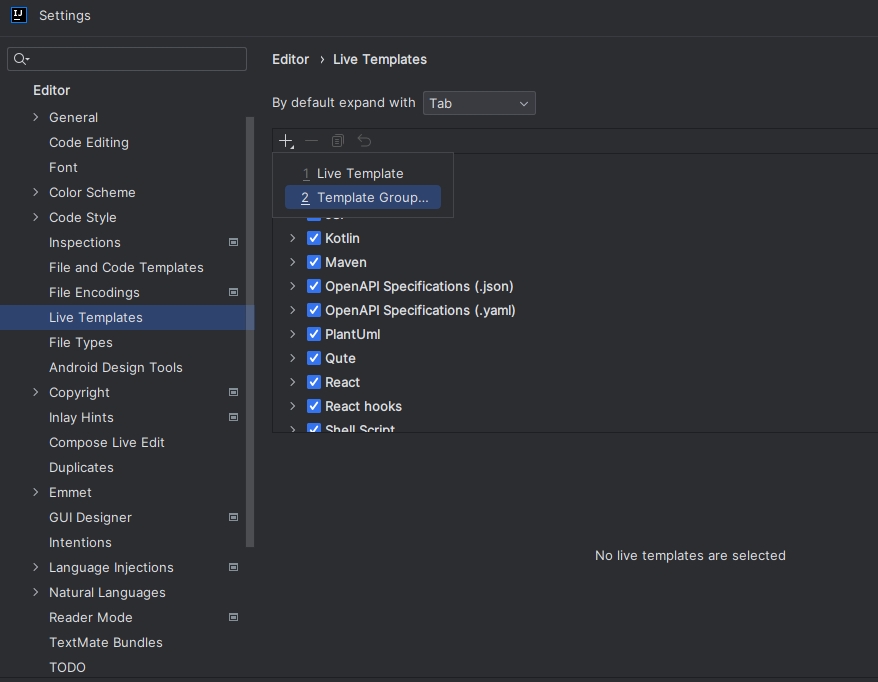 IJ
Settings
Editor
General
Code Editing
Font
Color Scheme
Code Style
Inspections
File and Code Templates
File Encodings
Live Templates
File Types
Android Design Tools
Copyright
Inlay Hints
Compose Live Edit
Duplicates
Emmet
GUI Designer
Intentions
Language Injections
Natural Languages
Reader Mode
TextMate Bundles
TODO
Editor › Live Templates
By default expand with Tab
1 Live Template
2 Template Group...
Kotlin
Maven
OpenAPI Specifications (.json)
OpenAPI Specifications (.yaml)
PlantUml
Qute
React
React hooks
Shell Script
No live templates are selected